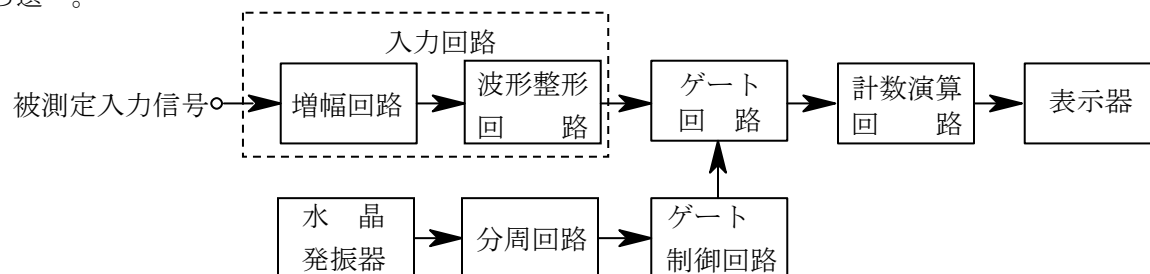 入力回路
被測定入力信号
増幅回路
波形整形
回 路
ゲート
回 路
計数演算
回 路
表示器
水 晶
発振器
分周回路
ゲート
制御回路